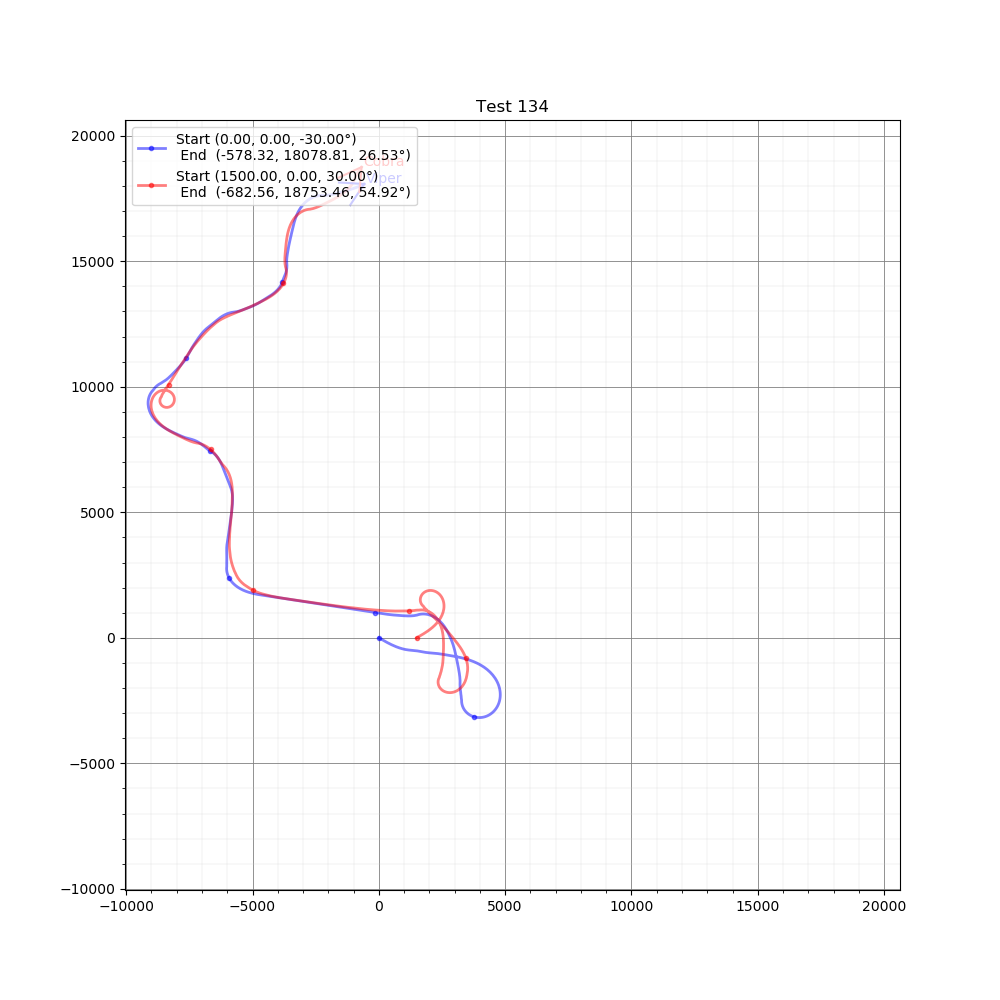 Test 134
Start (0.00, 0.00, -30.00°)
End (-578.32, 18078.81, 26.53°)
Start (1500.00, 0.00, 30.00°)
End (-682.56, 18753.46, 54.92°)
Cobra
Viper
20000
15000
10000
5000
0
−5000
−10000
−10000
−5000
0
5000
10000
15000
20000